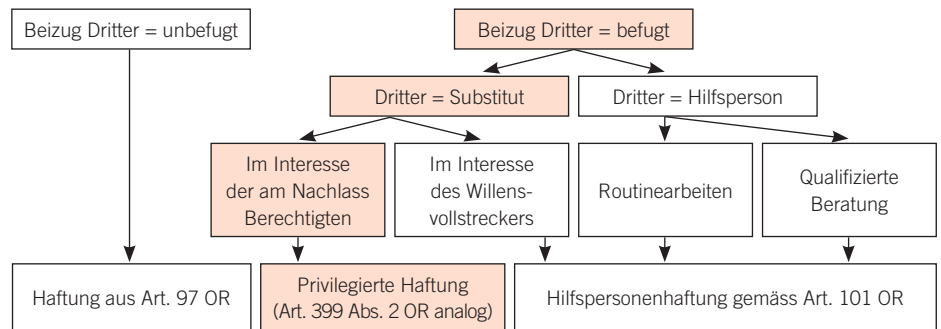 Beizug Dritter = unbefugt
Beizug Dritter = befugt
Dritter = Substitut
Dritter = Hilfsperson
Im Interesse
der am Nachlass
Berechtigten
Im Interesse
des Willens-
vollstreckers
Routinearbeiten
Qualifizierte
Beratung
Haftung aus Art. 97 OR
Privilegierte Haftung
(Art. 399 Abs. 2 OR analog)
Hilfspersonenhaftung gemäss Art. 101 OR